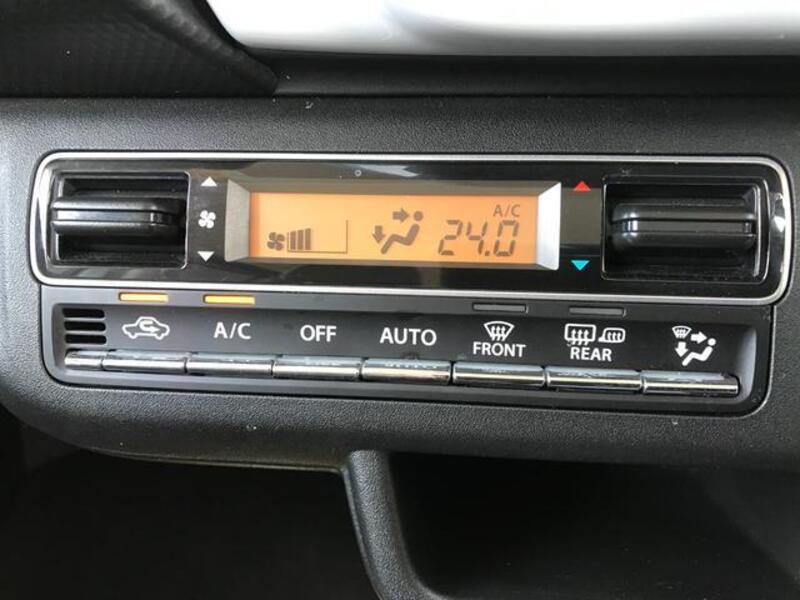 A/C
24.0
A/C
OFF
AUTO
FRONT
REAR